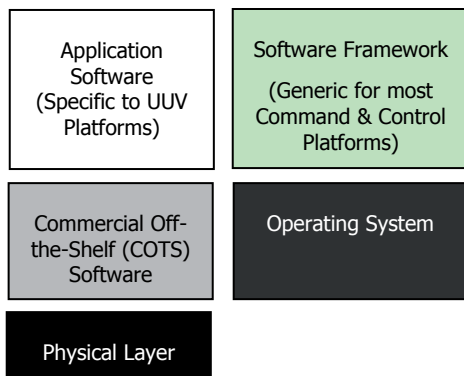 Application
Software
(Specific to UUV
Platforms)
Software Framework
(Generic for most
Command & Control
Platforms)
Commercial Off-
the-Shelf (COTS)
Software
Operating System
Physical Layer